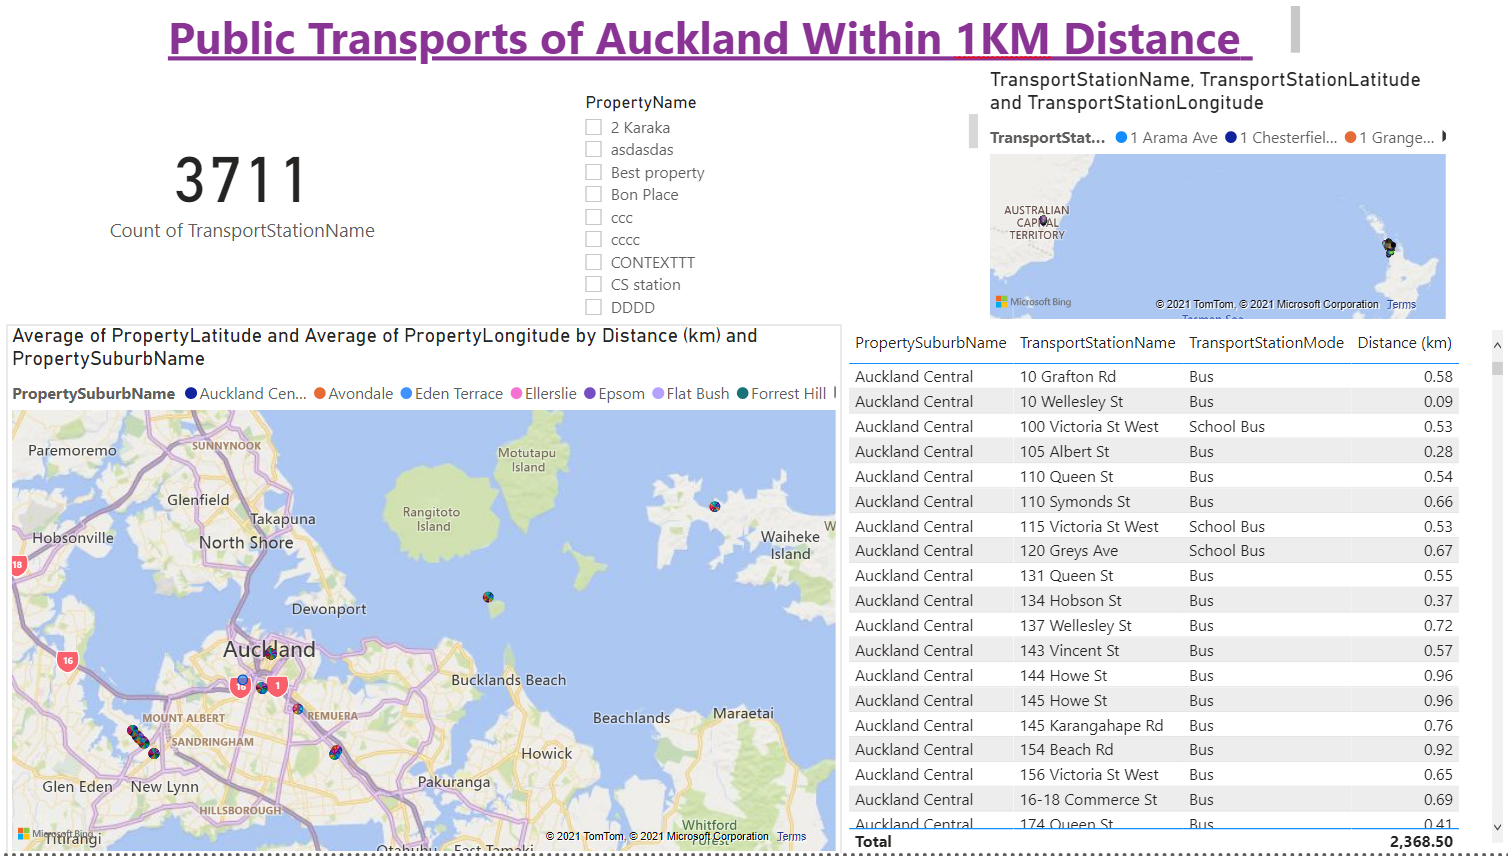 Public Transports of Auckland Within 1KM Distance
3711
Count of TransportStationName
PropertyName
2 Karaka
asdasdas
Best property
Bon Place
ccc
cccc
CONTEXTTT
CS station
DDDD
TransportStationName, TransportStationLatitude
and TransportStationLongitude
TransportStat... 1 Arama Ave 1 Chesterfiel... 1 Grange...
AUSTRALIAN
CAPITAL
TERRITORY
Microsoft Bing
© 2021 TomTom, © 2021 Microsoft Corporation Terms
Average of PropertyLatitude and Average of PropertyLongitude by Distance (km) and
PropertySuburbName
PropertySuburbName Auckland Cen... Avondale Eden Terrace Ellerslie Epsom Flat Bush Forrest Hill
Paremoremo
SUNNYNOOK
Motutapu
Island
Glenfield
Takapuna
Rangitoto
Island
Hobsonville
North Shore
W
Waiheke
Island
18
Devonport
Auckland
16
16
1
Bucklands Beach
MOUNT ALBERT
REMUERA
Beachlands
Maraetai
SANDRINGHAM
Howick
Glen Eden
New Lynn
Pakuranga
HILLSBOROUGH
Whitford
Forest
Microsoft Bing
Titirangi
© 2021 TomTom, © 2021 Microsoft Corporation Terms
Otahuhu
East Tamaki
PropertySuburbName TransportStationName TransportStationMode Distance (km)
Auckland Central 10 Grafton Rd Bus 0.58
Auckland Central 10 Wellesley St Bus 0.09
Auckland Central 100 Victoria St West School Bus 0.53
Auckland Central 105 Albert St Bus 0.28
Auckland Central 110 Queen St Bus 0.54
Auckland Central 110 Symonds St Bus 0.66
Auckland Central 115 Victoria St West School Bus 0.53
Auckland Central 120 Greys Ave School Bus 0.67
Auckland Central 131 Queen St Bus 0.55
Auckland Central 134 Hobson St Bus 0.37
Auckland Central 137 Wellesley St Bus 0.72
Auckland Central 143 Vincent St Bus 0.57
Auckland Central 144 Howe St Bus 0.96
Auckland Central 145 Howe St Bus 0.96
Auckland Central 145 Karangahape Rd Bus 0.76
Auckland Central 154 Beach Rd Bus 0.92
Auckland Central 156 Victoria St West Bus 0.65
Auckland Central 16-18 Commerce St Bus 0.69
Auckland Central 174 Queen St Bus 0.41
Total 2,368.50